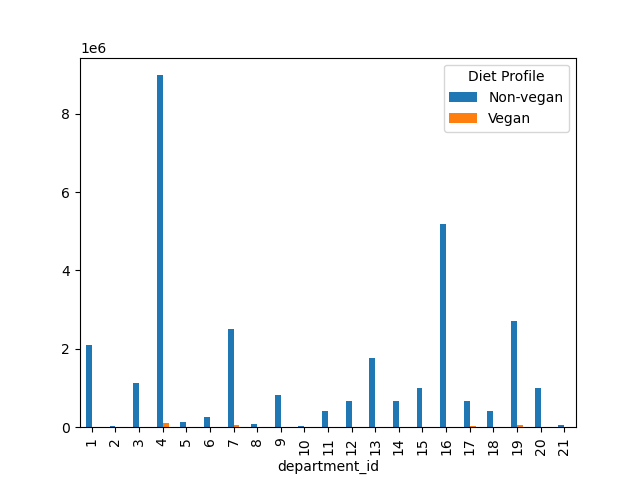 1e6
8
6
4
2
0
Diet Profile
Non-vegan
Vegan
1 2 3 4 5 6 7 8 9 10 11 12 13 14 15 16 17 18 19 20 21
department_id